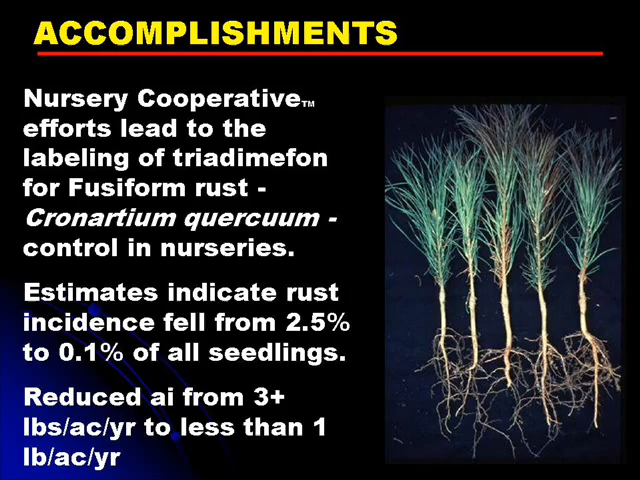 ACCOMPLISHMENTS
Nursery Cooperative™
efforts lead to the
labeling of triadimefon
for Fusiform rust -
Cronartium quercuum -
control in nurseries.
Estimates indicate rust
incidence fell from 2.5%
to 0.1% of all seedlings.
Reduced ai from 3+
lbs/ac/yr to less than 1
lb/ac/yr